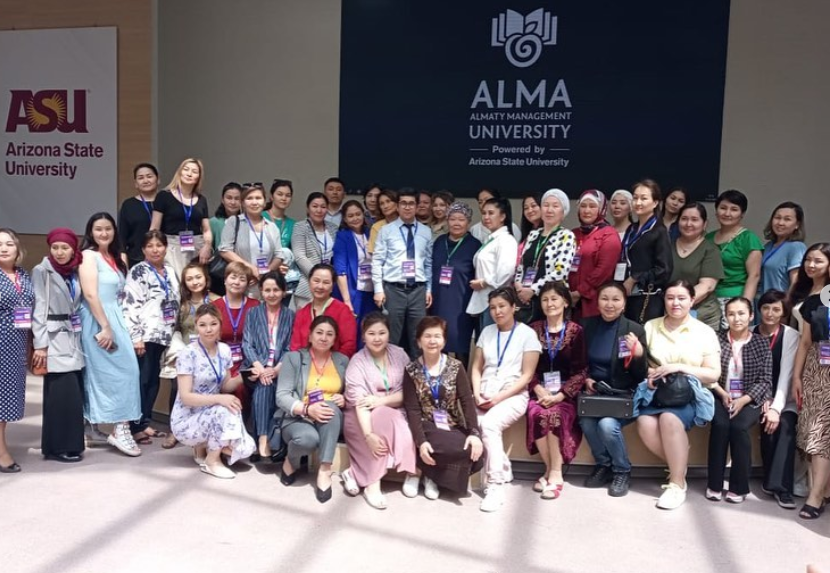 ASU
Arizona State
University
ALMA
ALMATY MANAGEMENT
UNIVERSITY
Powered by
Arizona State University